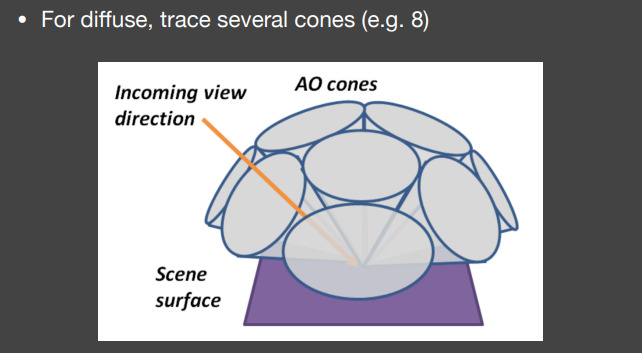 • For diffuse, trace several cones (e.g. 8)
Incoming view
direction
AO cones
Scene
surface